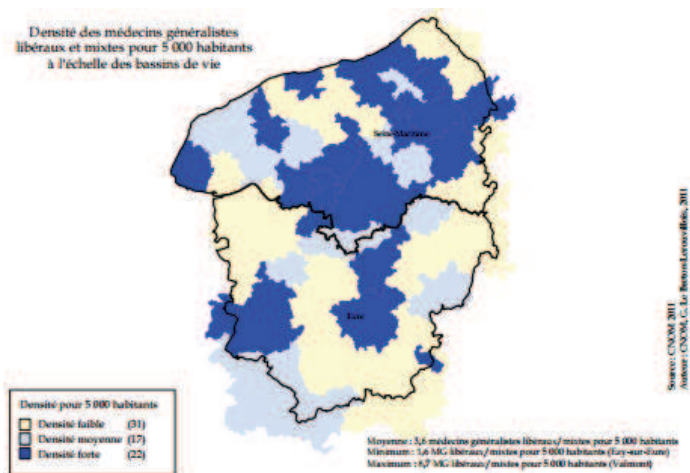 Densité des médecins généralistes
libéraux et mixtes pour 5 000 habitants
à l'échelle des bassins de vie
Seine-Maritime
Eure
Source : CNOM 2011
Auteur : CNOM, G. Le Breton-Lerouvillois, 2011
Densité pour 5 000 habitants
Densité faible (31)
Densité moyenne (17)
Densité forte (22)
Moyenne : 3,6 médecins généralistes libéraux/mixtes pour 5 000 habitants
Minimum : 1,6 MG libéraux/mixtes pour 5 000 habitants (Ezy-sur-Eure)
Maximum : 6,7 MG libéraux/mixtes pour 5 000 habitants